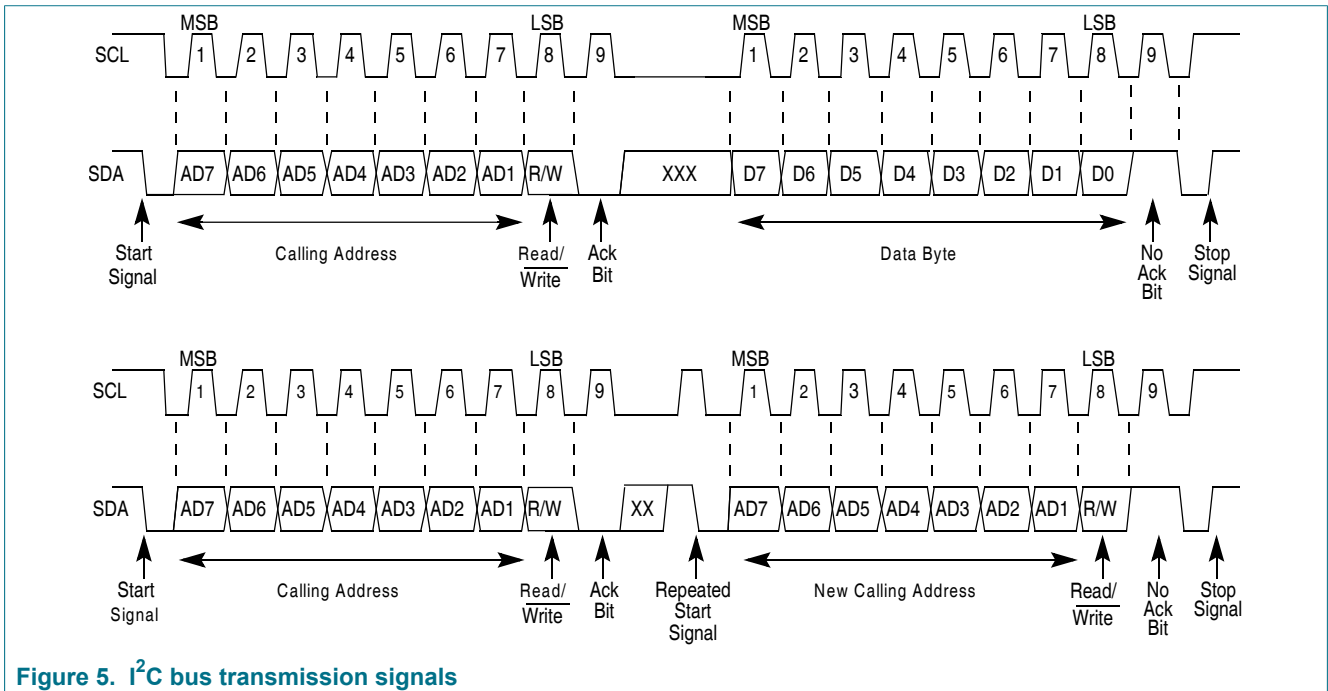 MSB LSB MSB LSB
SCL 1 2 3 4 5 6 7 8 9 1 2 3 4 5 6 7 8 9
SDA AD7 AD6 AD5 AD4 AD3 AD2 AD1 R/W XXX D7 D6 D5 D4 D3 D2 D1 D0
Start Signal
Calling Address
Read/Write
Ack Bit
Data Byte
No Ack Bit
Stop Signal
MSB LSB MSB LSB
SCL 1 2 3 4 5 6 7 8 9 1 2 3 4 5 6 7 8 9
SDA AD7 AD6 AD5 AD4 AD3 AD2 AD1 R/W XX AD7 AD6 AD5 AD4 AD3 AD2 AD1 R/W
Start Signal
Calling Address
Read/Write
Ack Bit
Repeated Start Signal
New Calling Address
Read/Write
No Ack Bit
Stop Signal
Figure 5. I²C bus transmission signals